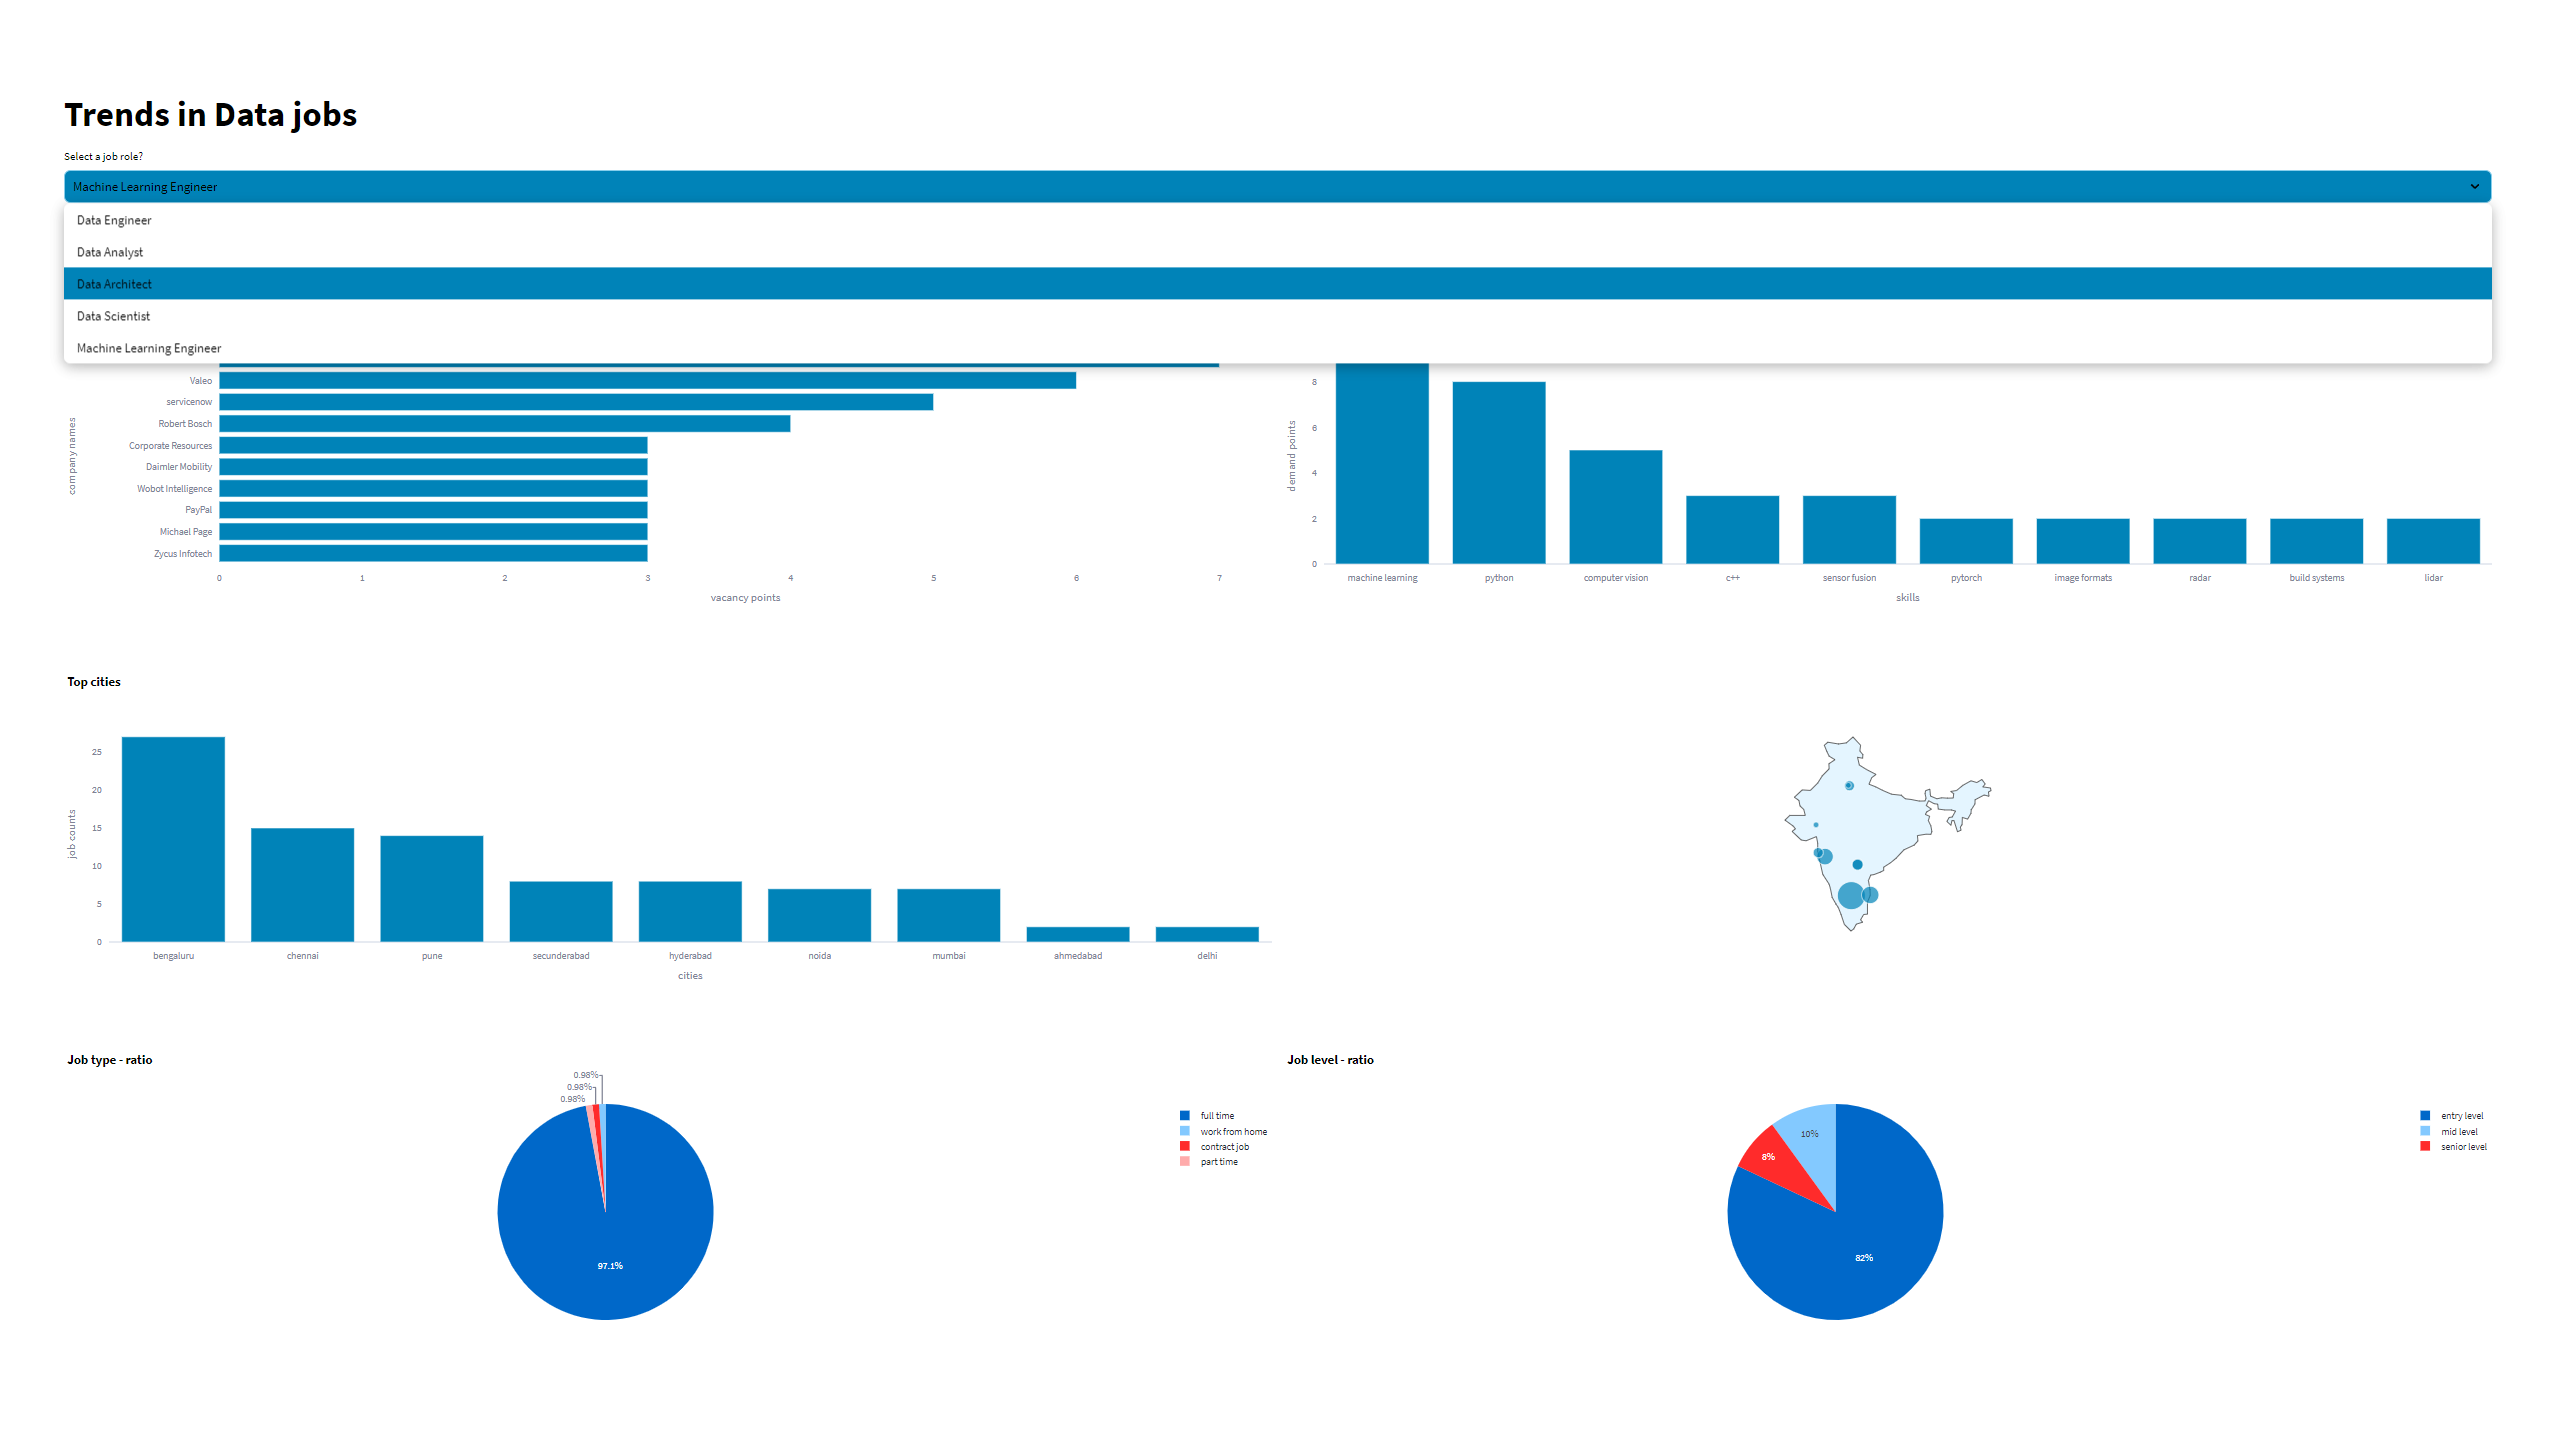 Trends in Data jobs
Select a job role?
Machine Learning Engineer
Data Engineer
Data Analyst
Data Architect
Data Scientist
Machine Learning Engineer
company names
Valeo
servicenow
Robert Bosch
Corporate Resources
Daimler Mobility
Wobot Intelligence
PayPal
Michael Page
Zycus Infotech
0 1 2 3 4 5 6 7
vacancy points
demand points
8
6
4
2
0
machine learning python computer vision c++ sensor fusion pytorch image formats radar build systems lidar
skills
Top cities
job counts
25
20
15
10
5
0
bengaluru chennai pune secunderabad hyderabad noida mumbai ahmedabad delhi
cities
Job type - ratio
0.98%
0.98%
0.98%
97.1%
full time
work from home
contract job
part time
Job level - ratio
10%
8%
82%
entry level
mid level
senior level